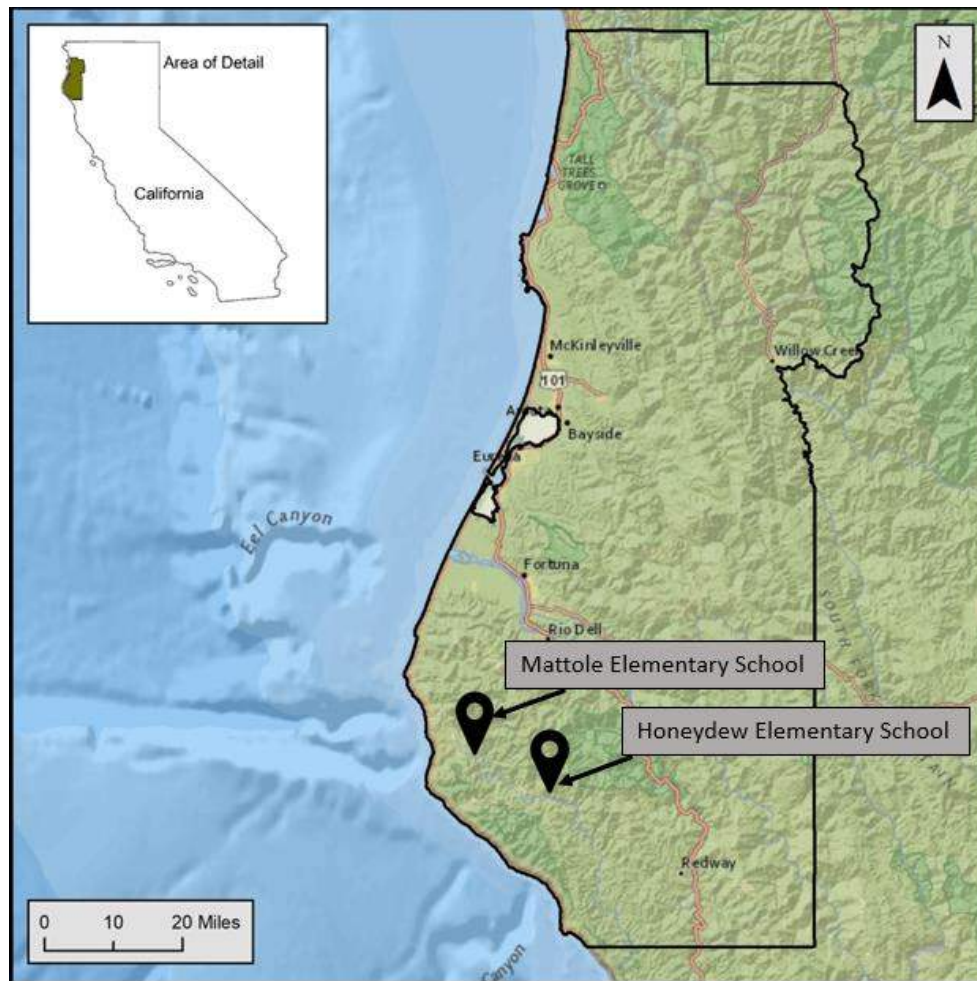 Area of Detail
California
N
TALL
TREES
GROVE
McKinleyville
Willow Creek
101
Bayside
Eel Canyon
Fortuna
Rio Dell
SOUTH FORK
Mattole Elementary School
Honeydew Elementary School
Redway
0 10 20 Miles
Canyon